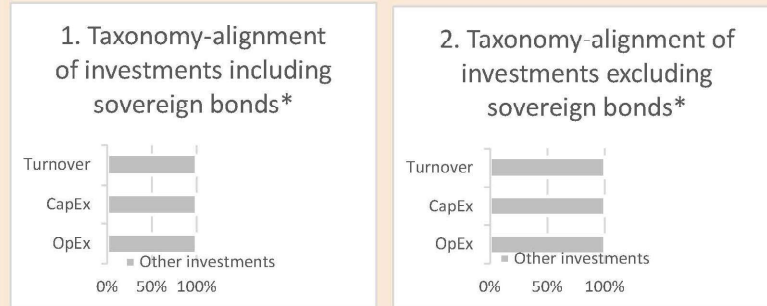 1. Taxonomy-alignment
of investments including
sovereign bonds*
Turnover
CapEx
OpEx
Other investments
0% 50% 100%
2. Taxonomy-alignment of
investments excluding
sovereign bonds*
Turnover
CapEx
OpEx
Other investments
0% 50% 100%